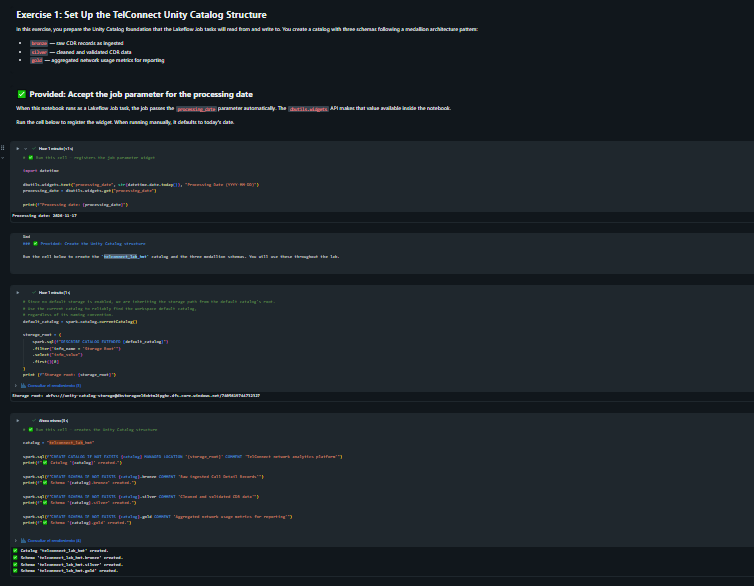 Exercise 1: Set Up the TelConnect Unity Catalog Structure
In this exercise, you prepare the Unity Catalog foundation that the Lakeflow Job tasks will read from and write to. You create a catalog with three schemas following a medallion architecture pattern:
• bronze — raw CDR records as ingested
• silver — cleaned and validated CDR data
• gold — aggregated network usage metrics for reporting
✅ Provided: Accept the job parameter for the processing date
When this notebook runs as a Lakeflow Job task, the job passes the processing_date parameter automatically. The dbutils.widgets API makes that value available inside the notebook.
Run the cell below to register the widget. When running manually, it defaults to today's date.
# ✅ Run this cell - registers the job parameter widget
import datetime
dbutils.widgets.text("processing_date", str(datetime.date.today()), "Processing Date (YYYY-MM-DD)")
processing_date = dbutils.widgets.get("processing_date")
print(f"Processing date: {processing_date}")
Processing date:
### ✅ Provided: Create the Unity Catalog structure
Run the cell below to create the `telconnect_lab_hmt` catalog and the three medallion schemas. You will use these throughout the lab.
# Since no default storage is enabled, we are inheriting the storage path from the default catalog's root.
# Use the current catalog to reliably find the workspace default catalog,
# regardless of its naming convention.
default_catalog = spark.catalog.currentCatalog()
storage_root = (
spark.sql(f"DESCRIBE CATALOG EXTENDED {default_catalog}")
.filter("info_name = 'Storage Root'")
.select("info_value")
.first()[0]
)
print (f"Storage root: {storage_root}")
Storage root:
# ✅ Run this cell - creates the Unity Catalog structure
catalog = "telconnect_lab_hmt"
spark.sql(f"CREATE CATALOG IF NOT EXISTS {catalog} MANAGED LOCATION '{storage_root}' COMMENT 'TelConnect network analytics platform'")
print(f"✅ Catalog '{catalog}' created.")
spark.sql(f"CREATE SCHEMA IF NOT EXISTS {catalog}.bronze COMMENT 'Raw ingested Call Detail Records'")
print(f"✅ Schema '{catalog}.bronze' created.")
spark.sql(f"CREATE SCHEMA IF NOT EXISTS {catalog}.silver COMMENT 'Cleaned and validated CDR data'")
print(f"✅ Schema '{catalog}.silver' created.")
spark.sql(f"CREATE SCHEMA IF NOT EXISTS {catalog}.gold COMMENT 'Aggregated network usage metrics for reporting'")
print(f"✅ Schema '{catalog}.gold' created.")
✅ Catalog 'telconnect_lab_hmt' created.
✅ Schema 'telconnect_lab_hmt.bronze' created.
✅ Schema 'telconnect_lab_hmt.silver' created.
✅ Schema 'telconnect_lab_hmt.gold' created.